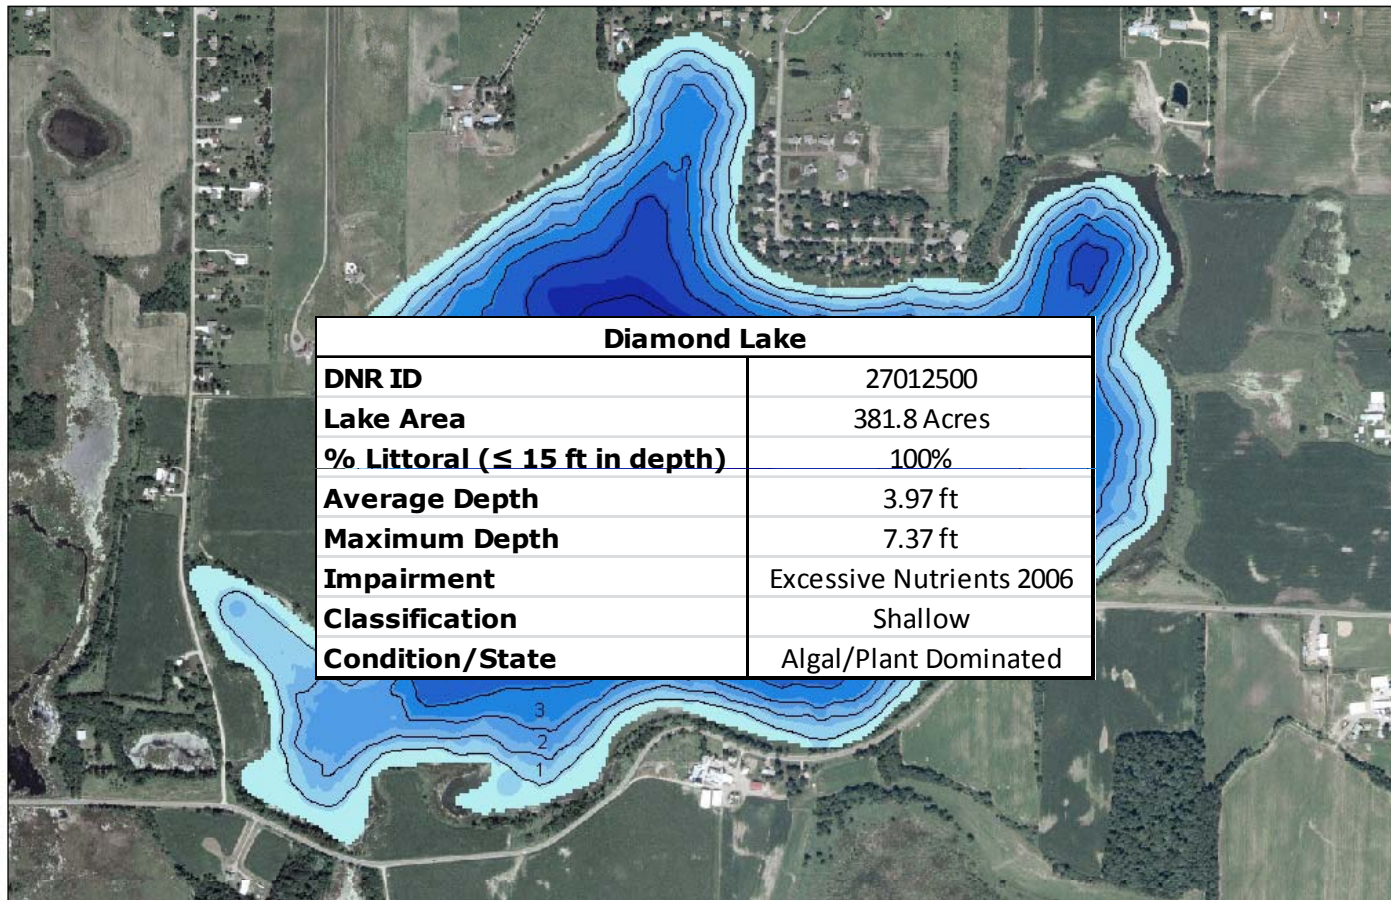 Diamond Lake
DNR ID 27012500
Lake Area 381.8 Acres
% Littoral (≤ 15 ft in depth) 100%
Average Depth 3.97 ft
Maximum Depth 7.37 ft
Impairment Excessive Nutrients 2006
Classification Shallow
Condition/State Algal/Plant Dominated
3
2
1